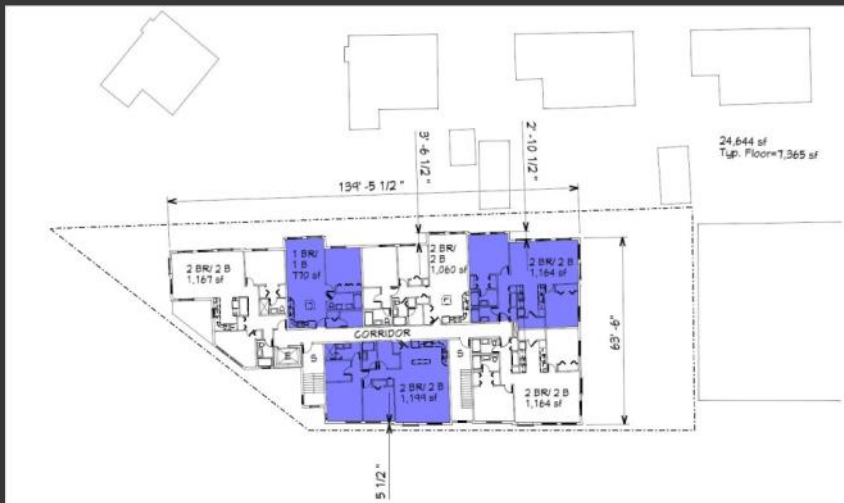 3' -6 1/2"
2' -10 1/2"
24,644 sf
Typ. Floor=7,365 sf
139' -5 1/2"
2 BR/ 2 B
1,167 sf
1 BR/
1 B
770 sf
2 BR/
2 B
1,060 sf
2 BR/ 2 B
1,164 sf
63' -6"
CORRIDOR
E
S
S
2 BR/ 2 B
1,199 sf
2 BR/ 2 B
1,164 sf
5 1/2"